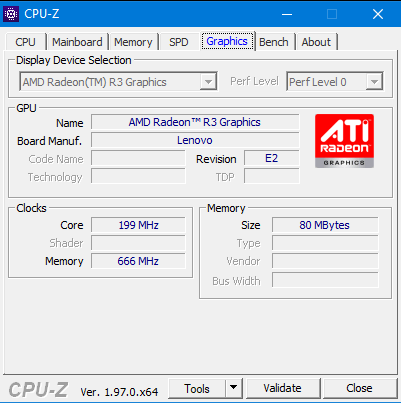 CPU-Z
CPU Mainboard Memory SPD Graphics Bench About
Display Device Selection
AMD Radeon(TM) R3 Graphics Perf Level Perf Level 0
GPU
Name AMD Radeon™ R3 Graphics
Board Manuf. Lenovo
Code Name Revision E2
Technology TDP
ATI
RADEON
GRAPHICS
Clocks
Core 199 MHz
Shader
Memory 666 MHz
Memory
Size 80 MBytes
Type
Vendor
Bus Width
CPU-Z Ver. 1.97.0.x64 Tools Validate Close